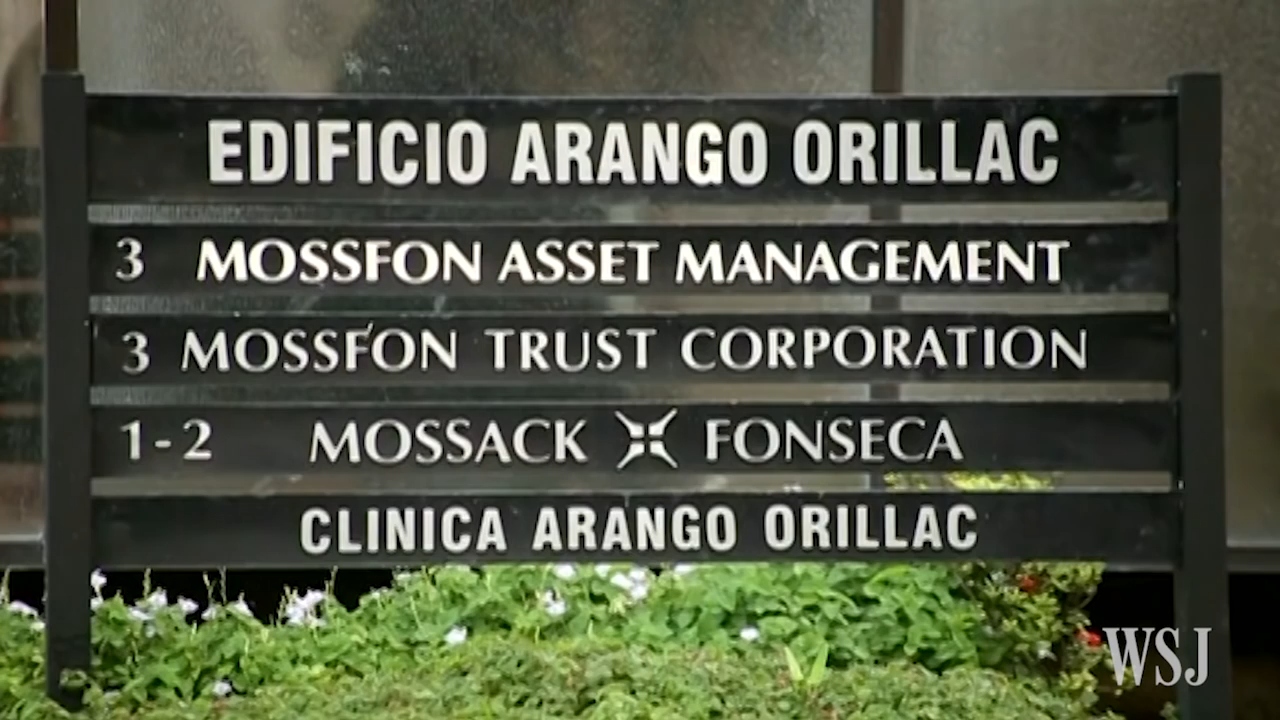 EDIFICIO ARANGO ORILLAC
3 MOSSFON ASSET MANAGEMENT
3 MOSSFON TRUST CORPORATION
1-2 MOSSACK FONSECA
CLINICA ARANGO ORILLAC
WSJ